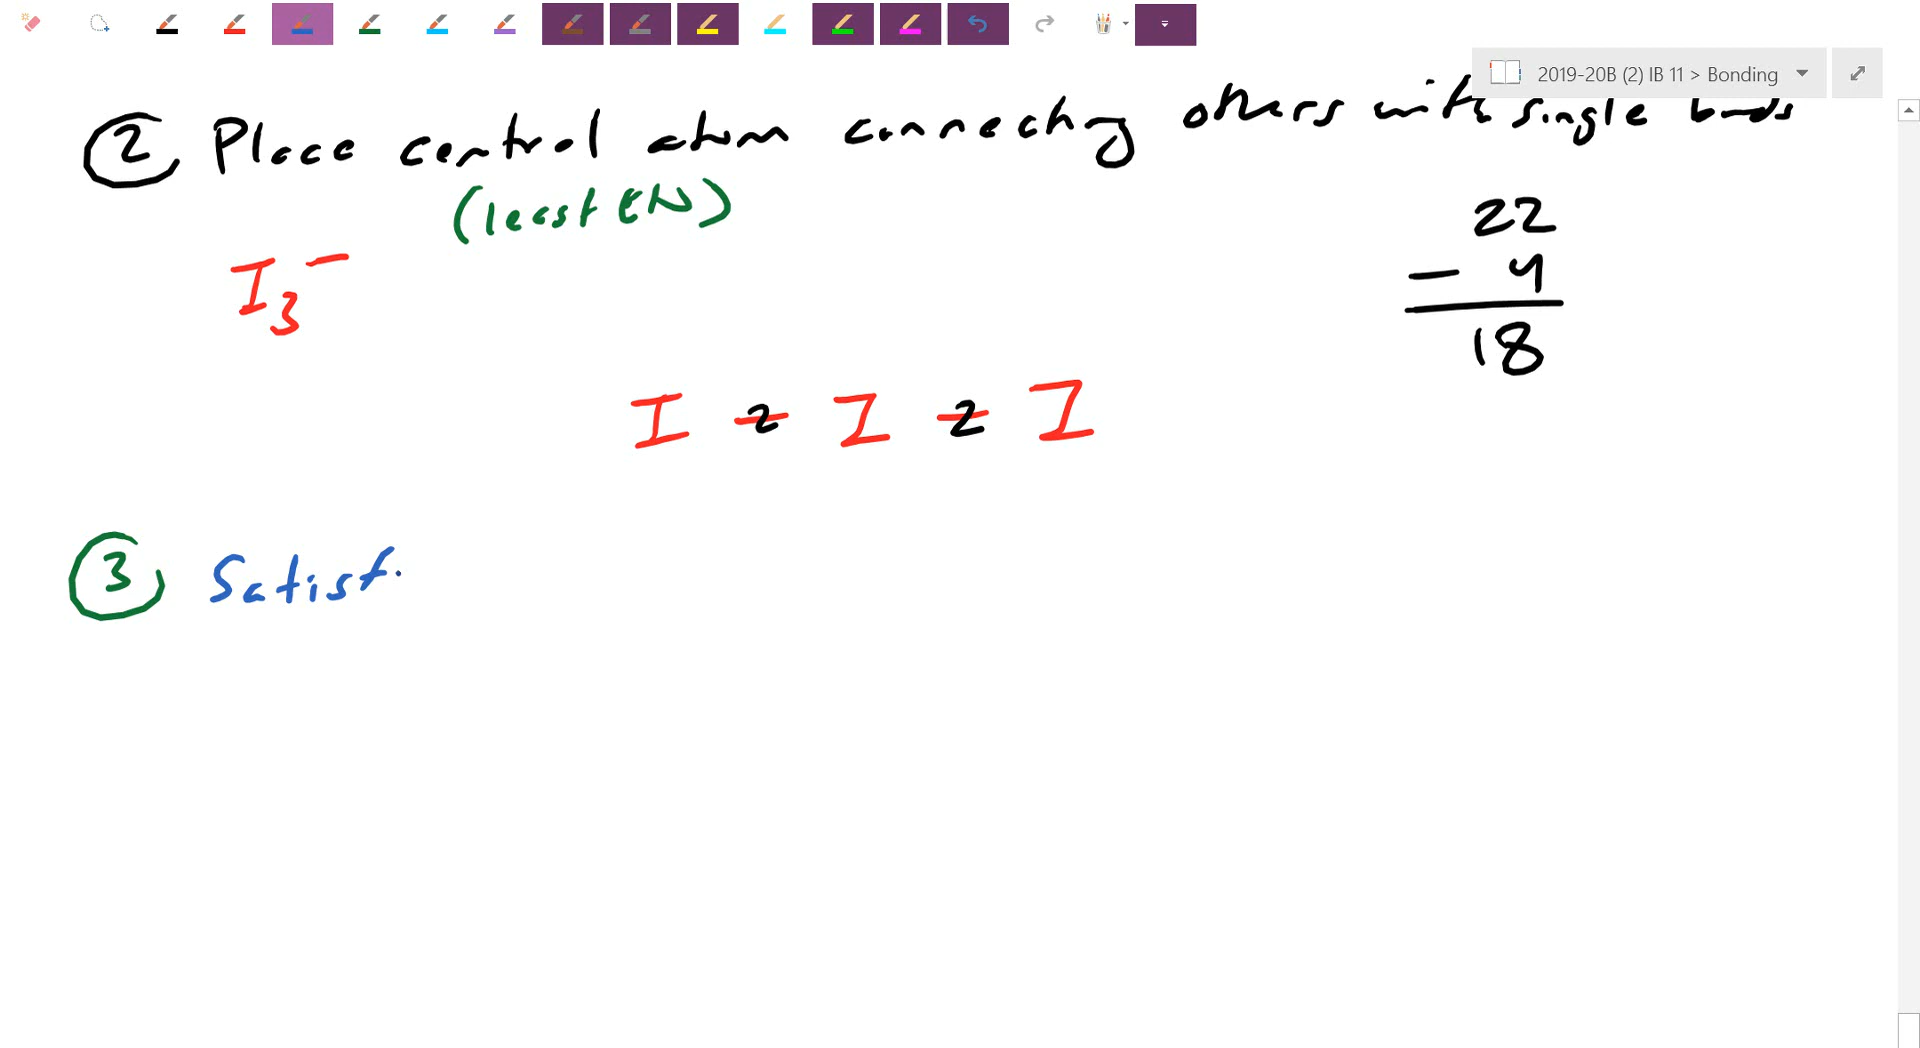 2019-20B (2) IB 11 > Bonding
② Place central atom connecting others with single bonds
(least EN)
I₃⁻
22
- 4
18
I 2 I 2 I
③ Satisf